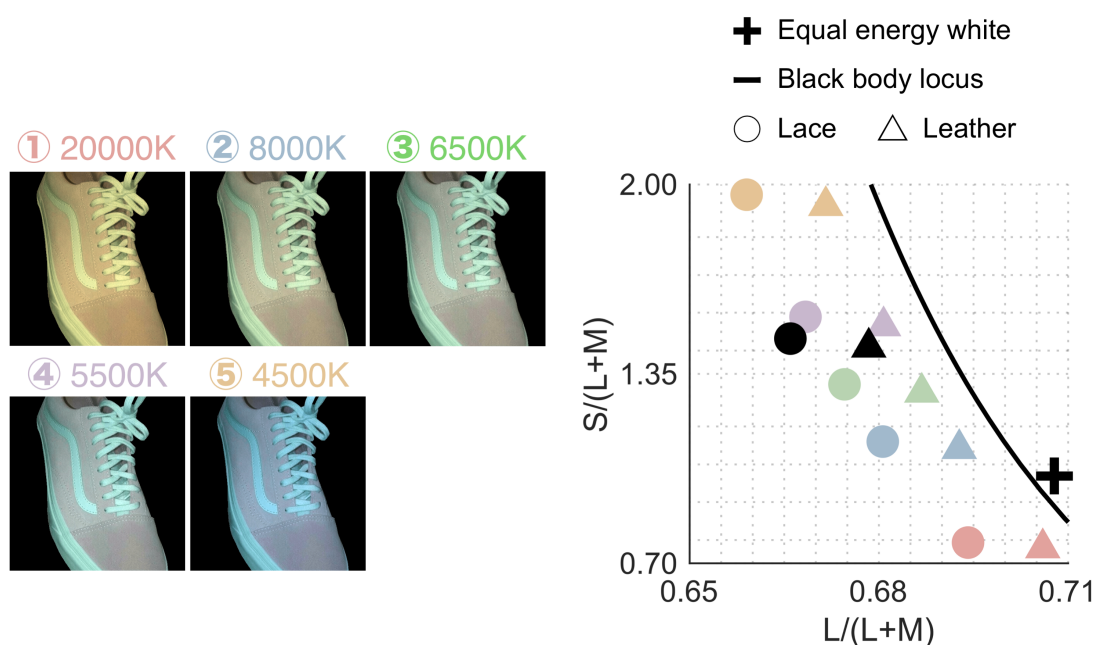 ① 20000K
② 8000K
③ 6500K
④ 5500K
⑤ 4500K
Equal energy white
Black body locus
Lace
Leather
2.00
1.35
0.70
S/(L+M)
0.65
0.68
0.71
L/(L+M)